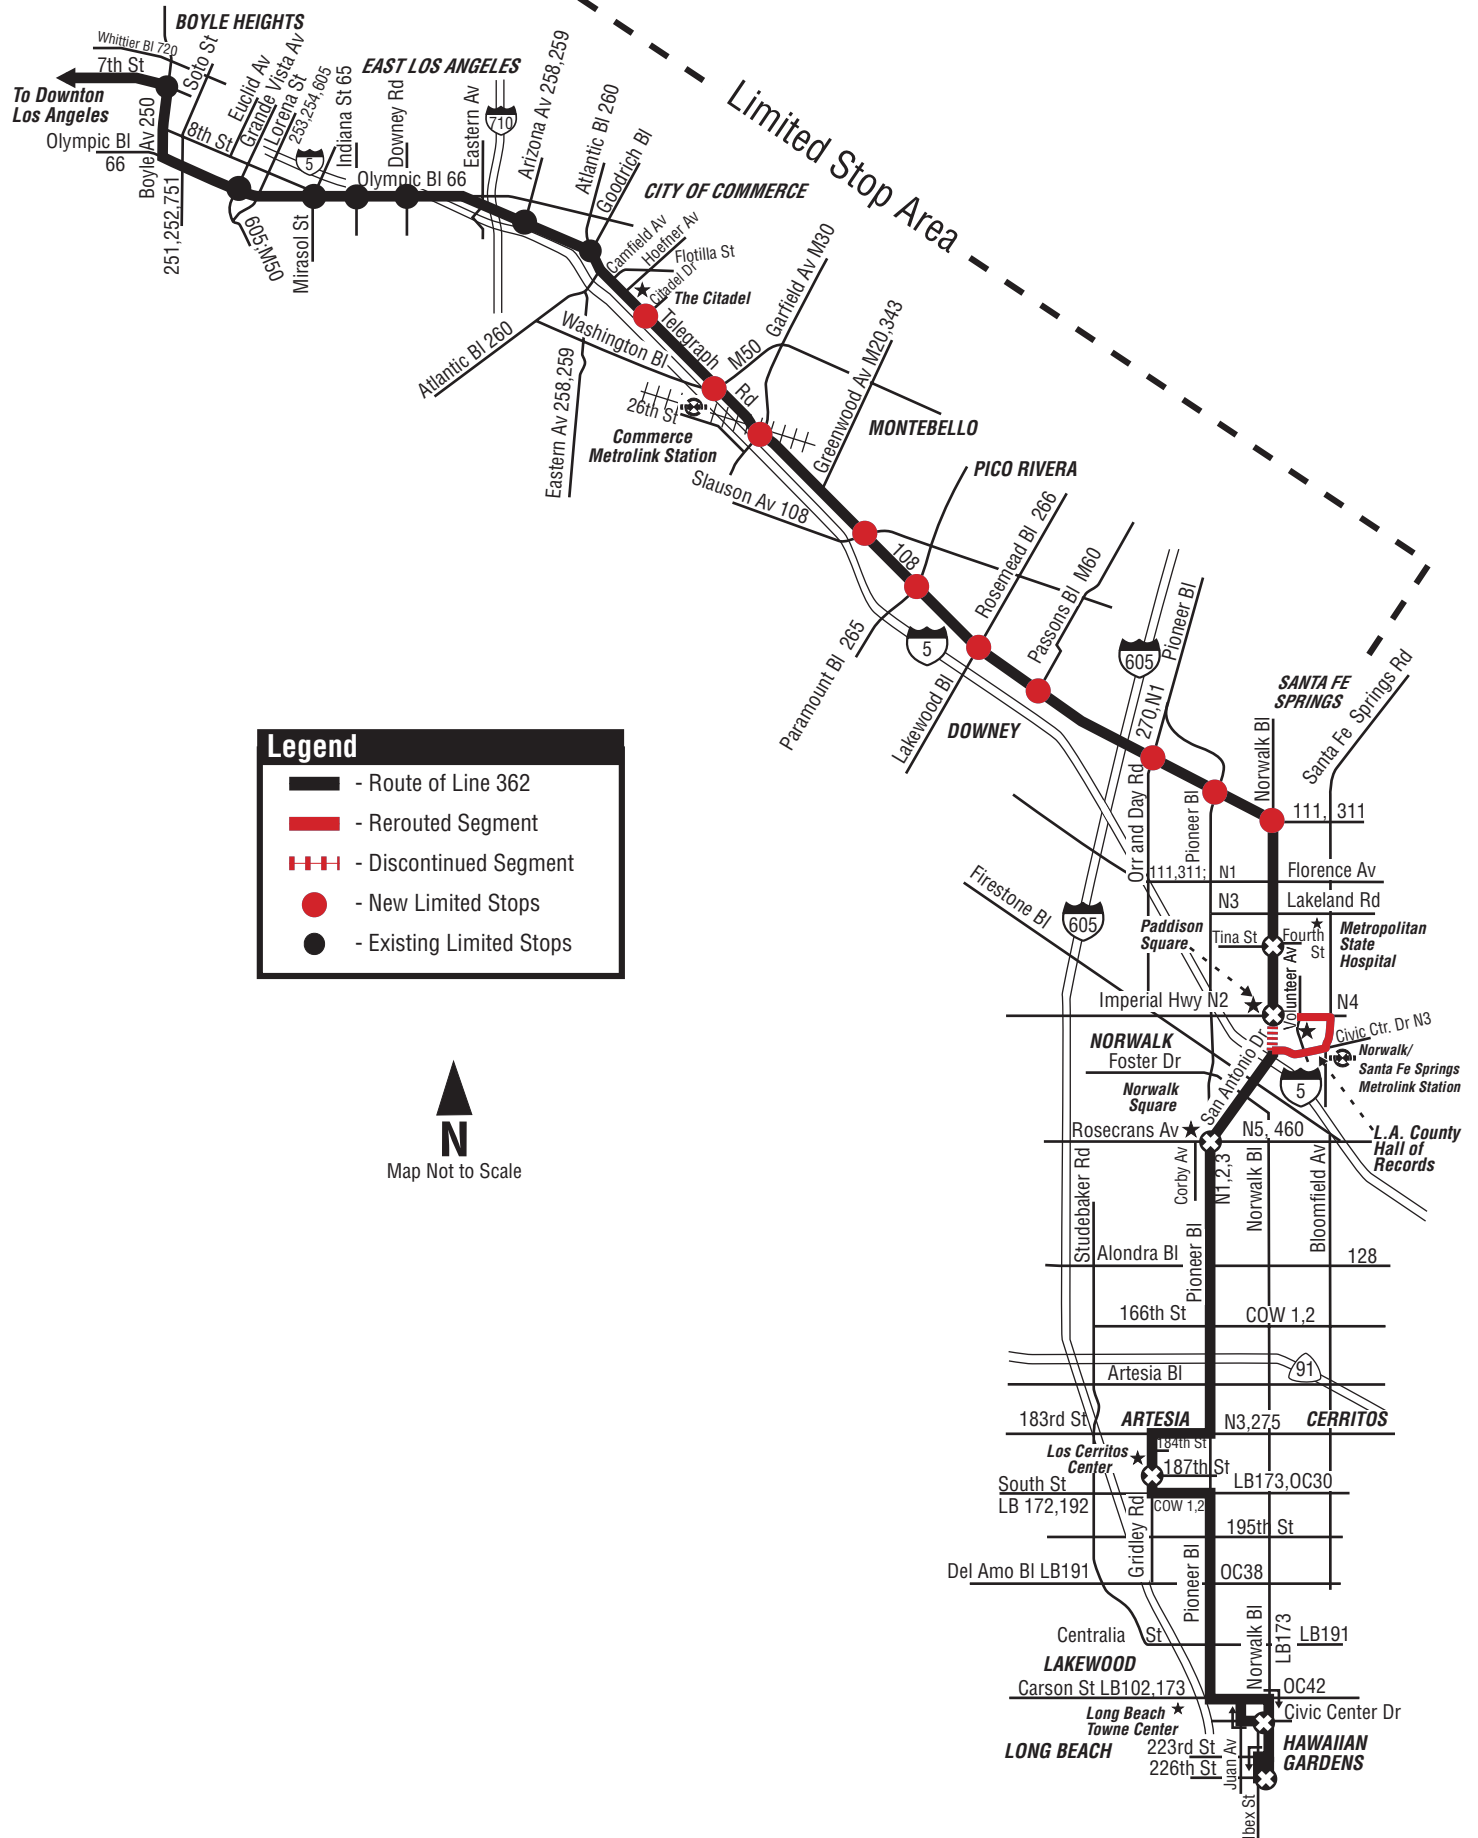 BOYLE HEIGHTS
Whittier Bl 720
7th St
To Downton
Los Angeles
Soto St
Euclid Av
Grande Vista Av
Lorena St
253,254,605
8th St
5
Olympic Bl
66
Boyle Av 250
251,252,751
605;M50
Mirasol St
Indiana St 65
EAST LOS ANGELES
Downey Rd
Olympic Bl 66
Eastern Av
710
Arizona Av 258,259
Atlantic Bl 260
Goodrich Bl
CITY OF COMMERCE
Camfield Av
Hoefner Av
Flotilla St
Citadel Dr
The Citadel
Limited Stop Area
Telegraph Rd
Atlantic Bl 260
Washington Bl
M50
Garfield Av M30
Eastern Av 258,259
26th St
Commerce
Metrolink Station
Greenwood Av M20,343
MONTEBELLO
Slauson Av 108
PICO RIVERA
108
Rosemead Bl 266
Passons Bl M60
Paramount Bl 265
5
Lakewood Bl
DOWNEY
605
Pioneer Bl
270,N1
SANTA FE
SPRINGS
Santa Fe Springs Rd
Norwalk Bl
Orr and Day Rd
Pioneer Bl
111, 311
Legend
- Route of Line 362
- Rerouted Segment
- Discontinued Segment
- New Limited Stops
- Existing Limited Stops
111,311; N1
Florence Av
N3
Lakeland Rd
Firestone Bl
605
Paddison
Square
Tina St
Fourth
St
Metropolitan
State
Hospital
Volunteer Av
Imperial Hwy N2
N4
Civic Ctr. Dr N3
NORWALK
Foster Dr
San Antonio Dr
Norwalk/
Santa Fe Springs
Metrolink Station
5
Norwalk
Square
Rosecrans Av
N5, 460
L.A. County
Hall of
Records
N
Map Not to Scale
Studebaker Rd
Corby Av
N1,2,3
Norwalk Bl
Bloomfield Av
Pioneer Bl
Alondra Bl
128
166th St
COW 1,2
91
Artesia Bl
183rd St
ARTESIA
N3,275
CERRITOS
184th St
Los Cerritos
Center
187th St
South St
LB173,OC30
LB 172,192
COW 1,2
Gridley Rd
195th St
Pioneer Bl
Del Amo Bl LB191
OC38
Norwalk Bl
LB173
Centralia St
LB191
LAKEWOOD
Carson St LB102,173
OC42
Long Beach
Towne Center
Civic Center Dr
LONG BEACH
223rd St
226th St
Juan Av
HAWAIIAN
GARDENS
Ibex St